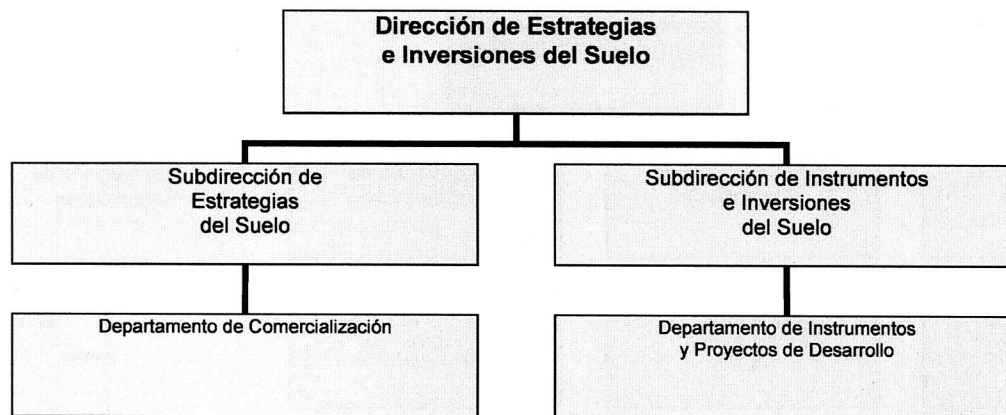 Dirección de Estrategias
e Inversiones del Suelo
Subdirección de
Estrategias
del Suelo
Subdirección de Instrumentos
e Inversiones
del Suelo
Departamento de Comercialización
Departamento de Instrumentos
y Proyectos de Desarrollo